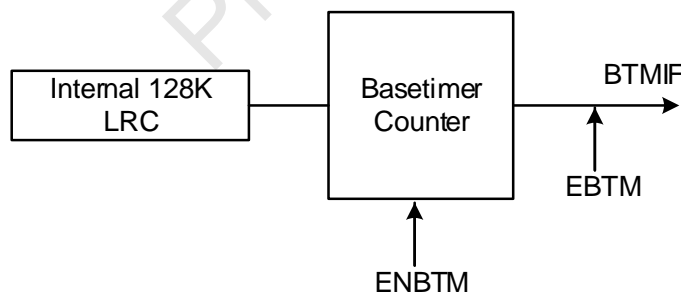 Internal 128K
LRC
Basetimer
Counter
BTMIF
EBTM
ENBTM